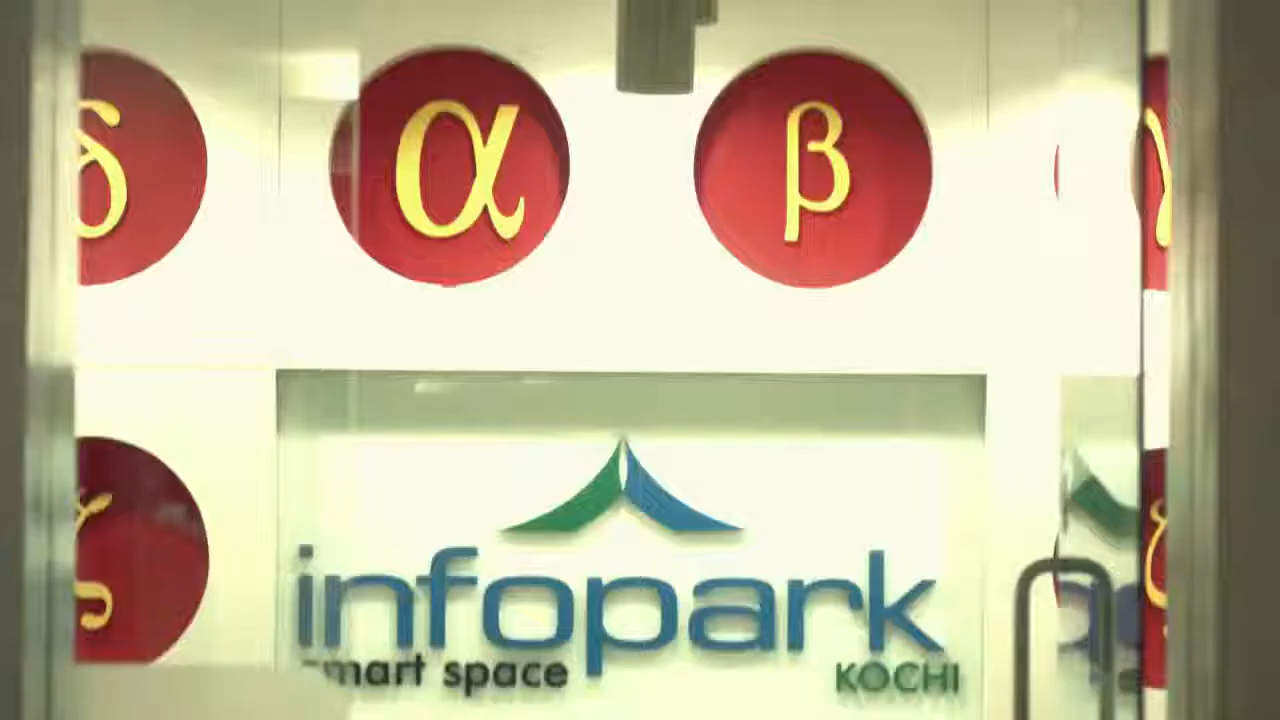 δ α β γ
ζ
infopark
smart space KOCHI